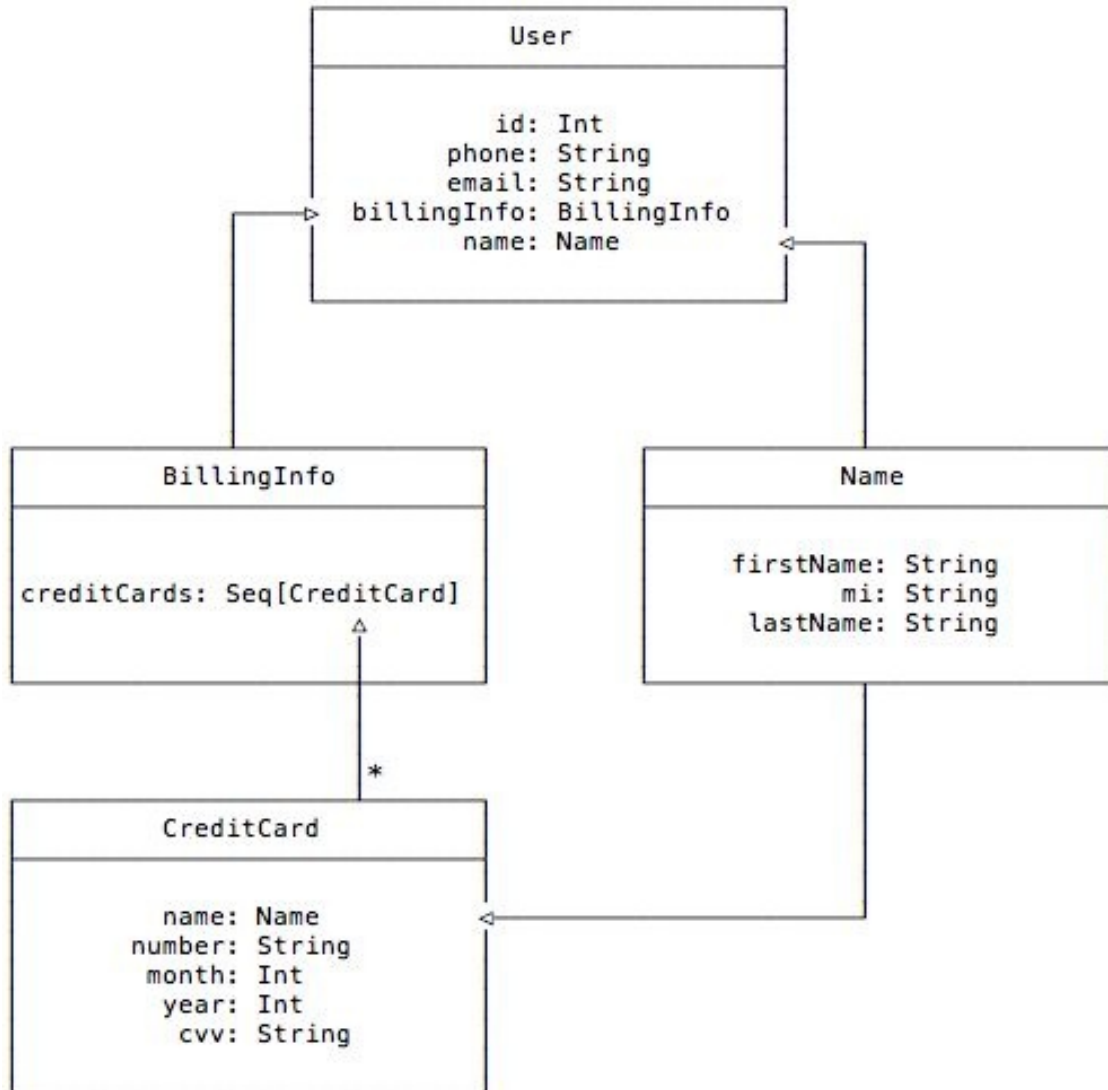 User
id: Int
phone: String
email: String
billingInfo: BillingInfo
name: Name
BillingInfo
creditCards: Seq[CreditCard]
Name
firstName: String
mi: String
lastName: String
*
CreditCard
name: Name
number: String
month: Int
year: Int
cvv: String